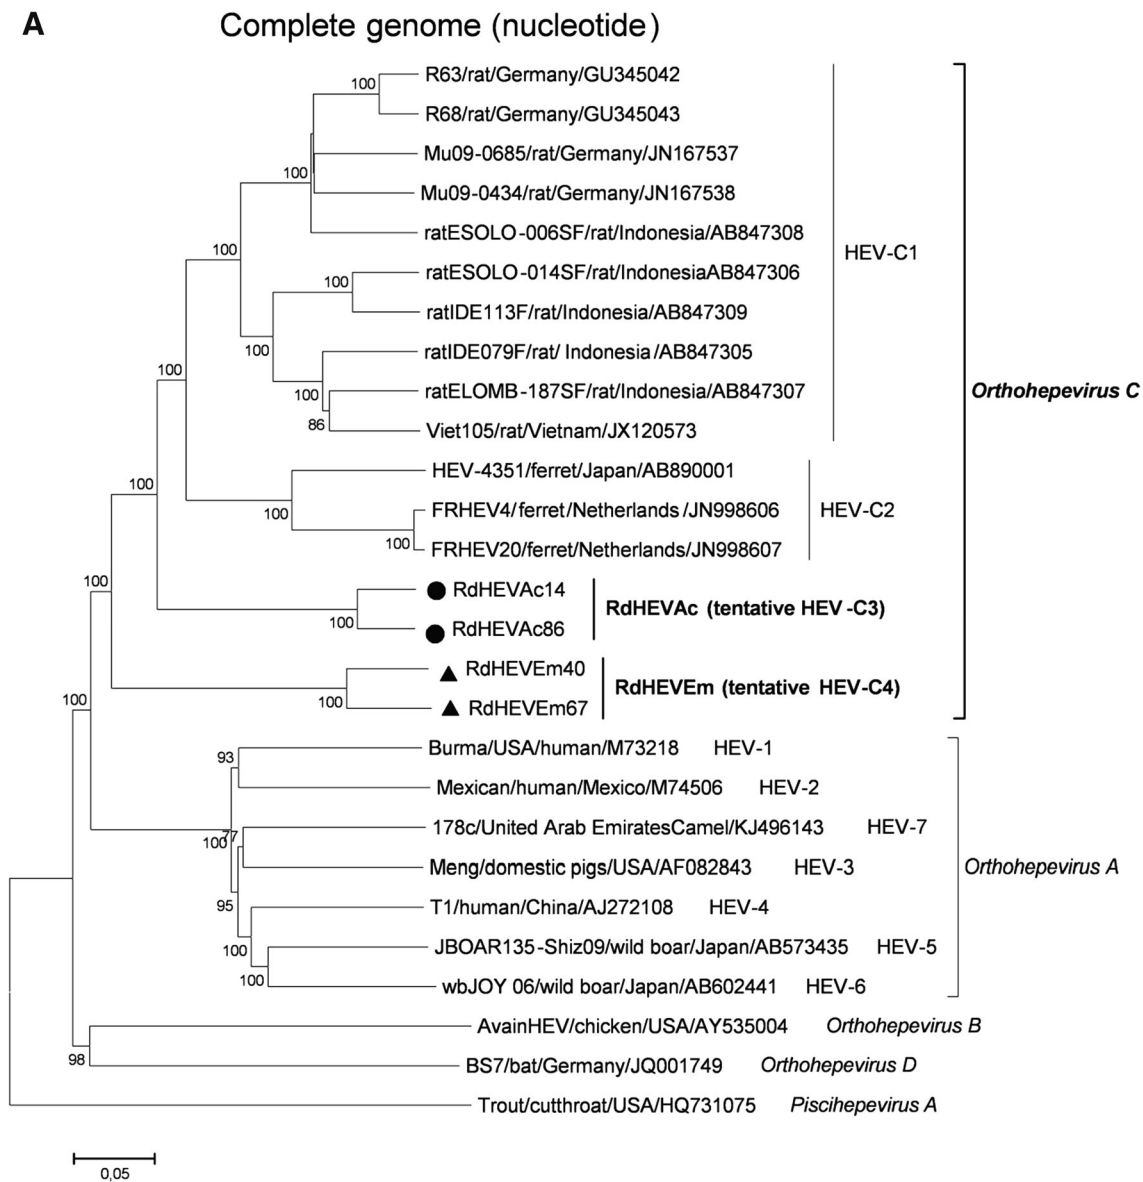 A Complete genome (nucleotide)
100 R63/rat/Germany/GU345042
R68/rat/Germany/GU345043
Mu09-0685/rat/Germany/JN167537
100
Mu09-0434/rat/Germany/JN167538
ratESOLO-006SF/rat/Indonesia/AB847308
100 HEV-C1
ratESOLO-014SF/rat/IndonesiaAB847306
100
ratIDE113F/rat/Indonesia/AB847309
100 ratIDE079F/rat/ Indonesia/AB847305
100
ratELOMB-187SF/rat/Indonesia/AB847307
100 Orthohepevirus C
86 Viet105/rat/Vietnam/JX120573
HEV-4351/ferret/Japan/AB890001
100
FRHEV4/ferret/Netherlands/JN998606
100 HEV-C2
100 FRHEV20/ferret/Netherlands/JN998607
100 RdHEVAc14
RdHEVAc (tentative HEV-C3)
100 RdHEVAc86
RdHEVEm40
RdHEVEm (tentative HEV-C4)
100 100 RdHEVEm67
93 Burma/USA/human/M73218 HEV-1
Mexican/human/Mexico/M74506 HEV-2
178c/United Arab EmiratesCamel/KJ496143 HEV-7
100 77
Meng/domestic pigs/USA/AF082843 HEV-3
Orthohepevirus A
95 T1/human/China/AJ272108 HEV-4
100 JBOAR135-Shiz09/wild boar/Japan/AB573435 HEV-5
100 wbJOY 06/wild boar/Japan/AB602441 HEV-6
AvainHEV/chicken/USA/AY535004 Orthohepevirus B
98 BS7/bat/Germany/JQ001749 Orthohepevirus D
Trout/cutthroat/USA/HQ731075 Piscihepevirus A
0,05